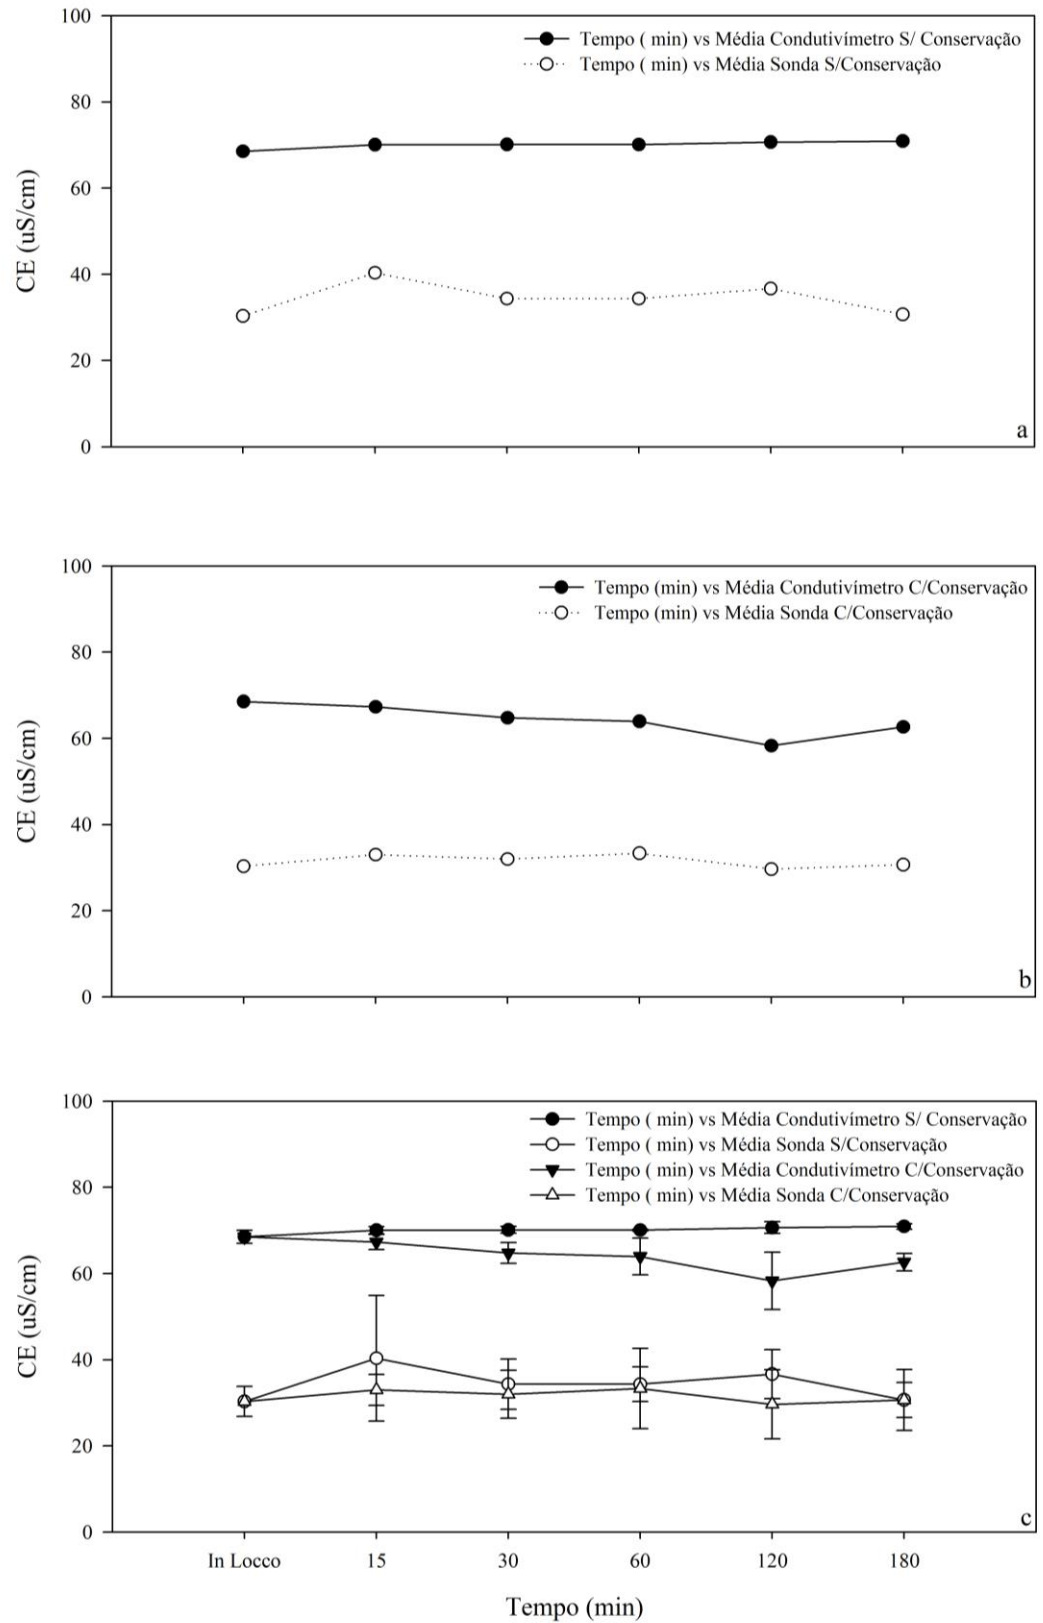 100
80
60
40
20
0
CE (uS/cm)
Tempo ( min) vs Média Condutivímetro S/ Conservação
Tempo ( min) vs Média Sonda S/Conservação
a
100
80
60
40
20
0
CE (uS/cm)
Tempo (min) vs Média Condutivímetro C/Conservação
Tempo (min) vs Média Sonda C/Conservação
b
100
80
60
40
20
0
CE (uS/cm)
Tempo ( min) vs Média Condutivímetro S/ Conservação
Tempo ( min) vs Média Sonda S/Conservação
Tempo ( min) vs Média Condutivímetro C/Conservação
Tempo ( min) vs Média Sonda C/Conservação
c
In Locco 15 30 60 120 180
Tempo (min)